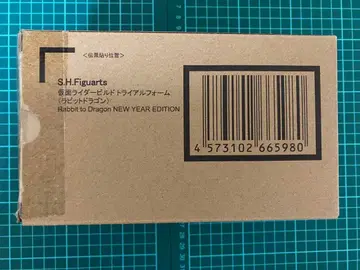 <伝票貼り位置>
S.H.Figuarts
仮面ライダービルド トライアルフォーム
(ラビットドラゴン)
Rabbit to Dragon NEW YEAR EDITION
4 573102 665980